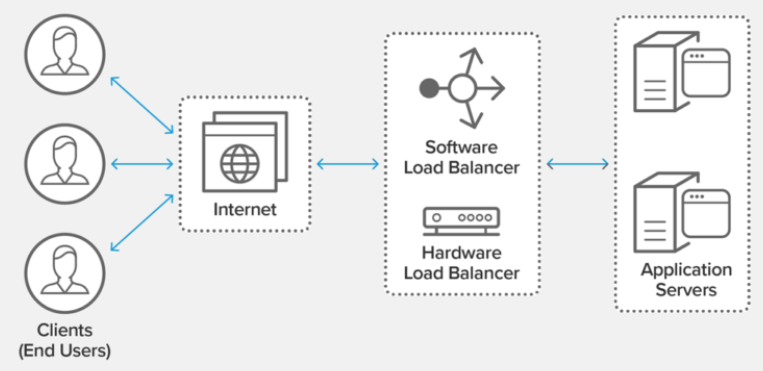 Clients
(End Users)
Internet
Software
Load Balancer
Hardware
Load Balancer
Application
Servers